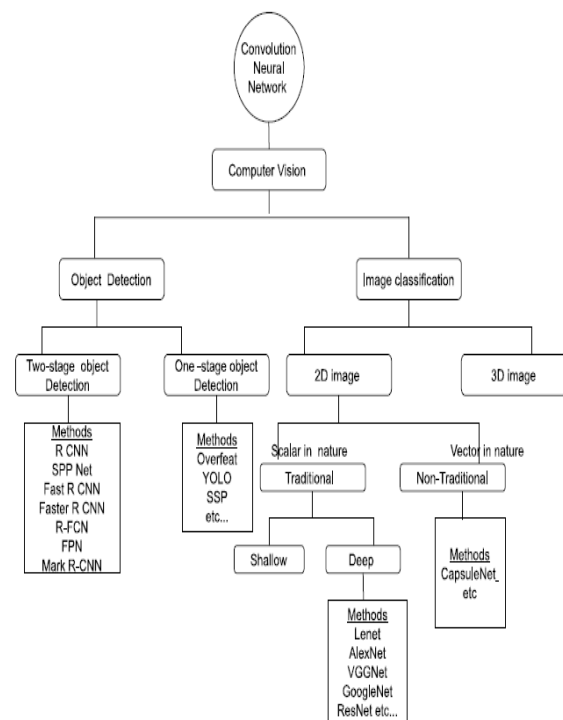 Convolution
Neural
Network
Computer Vision
Object Detection
Image classification
Two-stage object
Detection
One -stage object
Detection
2D image
3D image
Methods
R CNN
SPP Net
Fast R CNN
Faster R CNN
R-FCN
FPN
Mark R-CNN
Methods
Overfeat
YOLO
SSP
etc...
Scalar in nature
Vector in nature
Traditional
Non-Traditional
Shallow
Deep
Methods
CapsuleNet_
etc
Methods
Lenet
AlexNet
VGGNet
GoogleNet
ResNet etc...